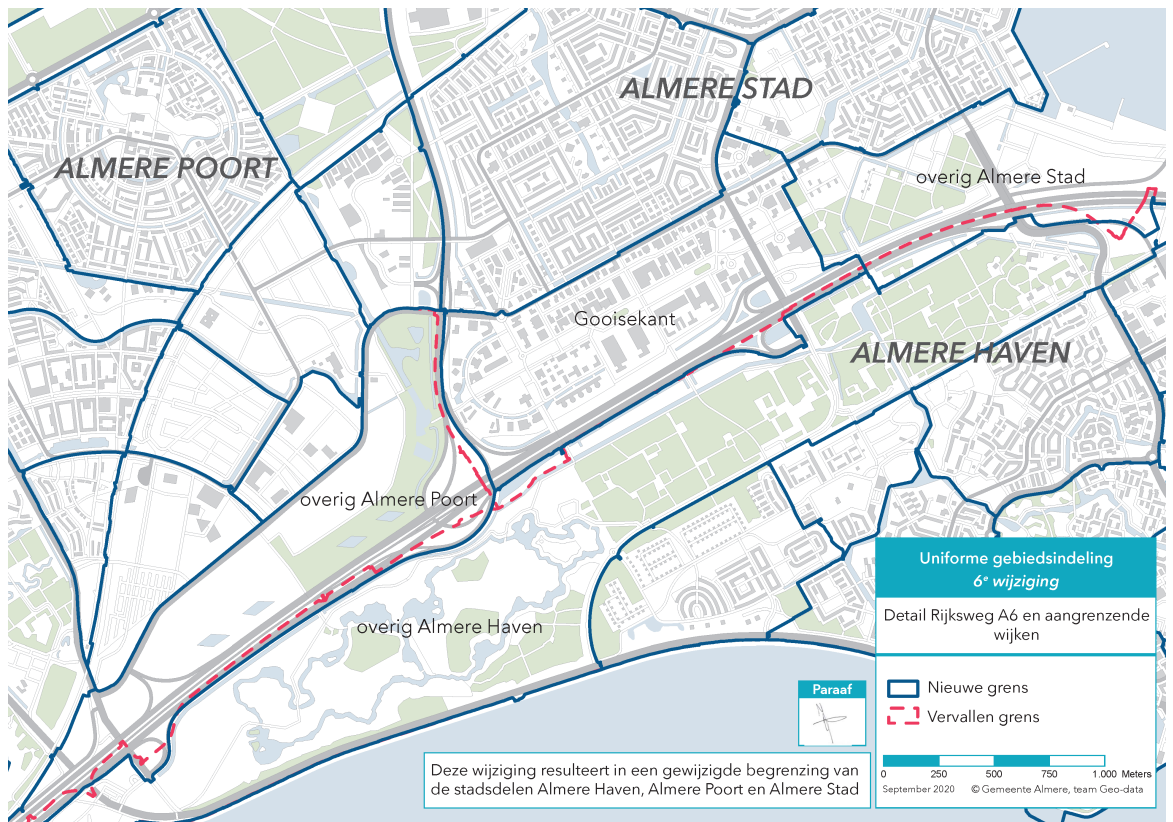 ALMERE STAD
ALMERE POORT
overig Almere Stad
Gooisekant
ALMERE HAVEN
overig Almere Poort
overig Almere Haven
Uniforme gebiedsindeling
6e wijziging
Detail Rijksweg A6 en aangrenzende
wijken
Nieuwe grens
Vervallen grens
Paraaf
0 250 500 750 1.000 Meters
September 2020 © Gemeente Almere, team Geo-data
Deze wijziging resulteert in een gewijzigde begrenzing van
de stadsdelen Almere Haven, Almere Poort en Almere Stad